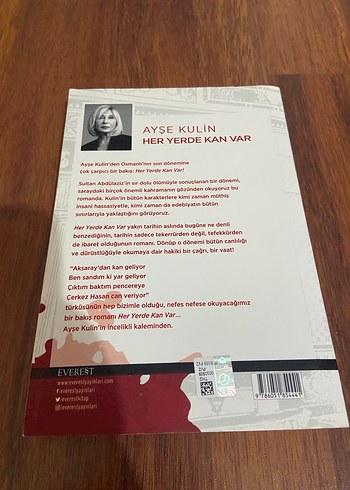 AYŞE KULİN
HER YERDE KAN VAR
Ayşe Kulin'den Osmanlı'nın son dönemine
çok çarpıcı bir bakış: Her Yerde Kan Var!
Sultan Abdülaziz'in sır dolu ölümüyle sonuçlanan bir dönemi,
saraydaki birçok önemli kahramanın gözünden okuyoruz bu
romanda. Kulin'in bütün karakterlere kimi zaman müthiş
insani hassasiyetle, kimi zaman da edebiyatın bütün
sınırlarıyla yaklaştığını görüyoruz.
Her Yerde Kan Var yakın tarihin aslında bugüne ne denli
benzediğinin, tarihin sadece tekerrürden değil, tefekkürden
de ibaret olduğunun romanı. Dönüp o dönemi bütün canlılığı
ve dürüstlüğüyle okumaya dair hakiki bir çağrı, bir vaat!
"Aksaray'dan kan geliyor
Ben sandım ki yar geliyor
Çıktım baktım pencereye
Çerkez Hasan can veriyor"
türküsünün hep bizimle olduğu, nefes nefese okuyacağımız
bir bakış romanı Her Yerde Kan Var...
Ayşe Kulin'in incelikli kaleminden.
EVEREST
www.everestyayinlari.com
everestyayinlari
everestkitap
everestyayinlari
9786051854441